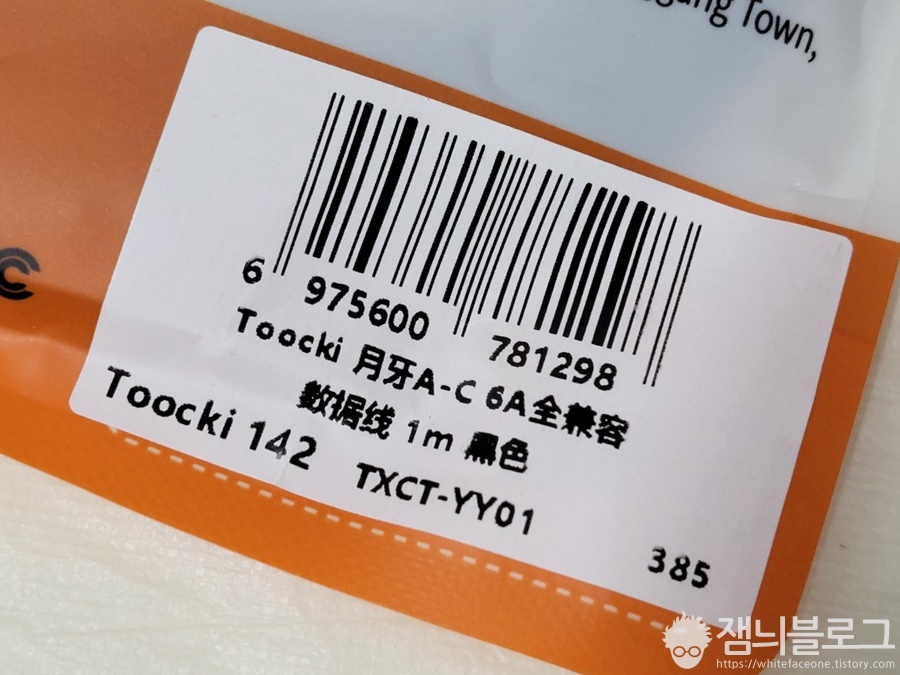 Town,
6 975600 781298
Toocki 月牙A-C 6A全兼容
数据线 1m 黑色
Toocki 142 TXCT-YY01
385
잼늬블로그
https://whitefaceone.tistory.com